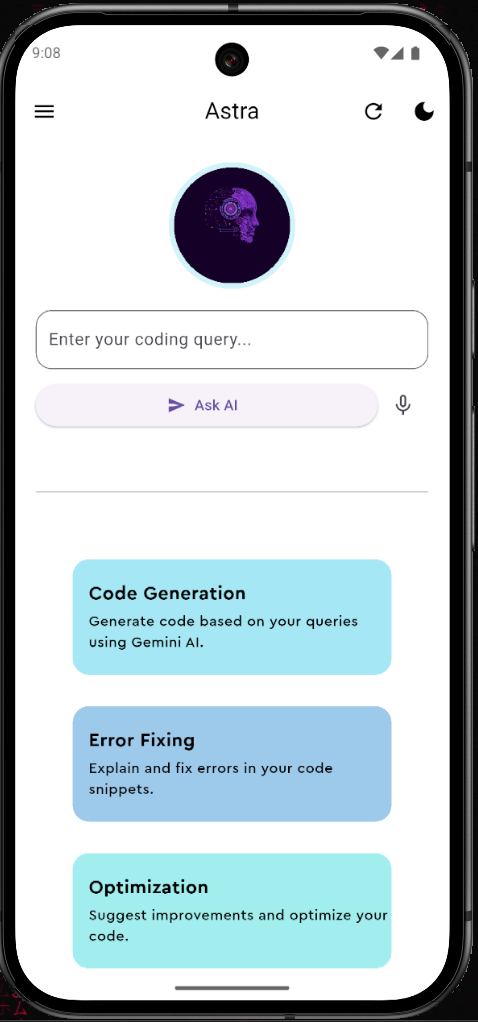 9:08
Astra
Enter your coding query...
Ask AI
Code Generation
Generate code based on your queries
using Gemini AI.
Error Fixing
Explain and fix errors in your code
snippets.
Optimization
Suggest improvements and optimize your
code.